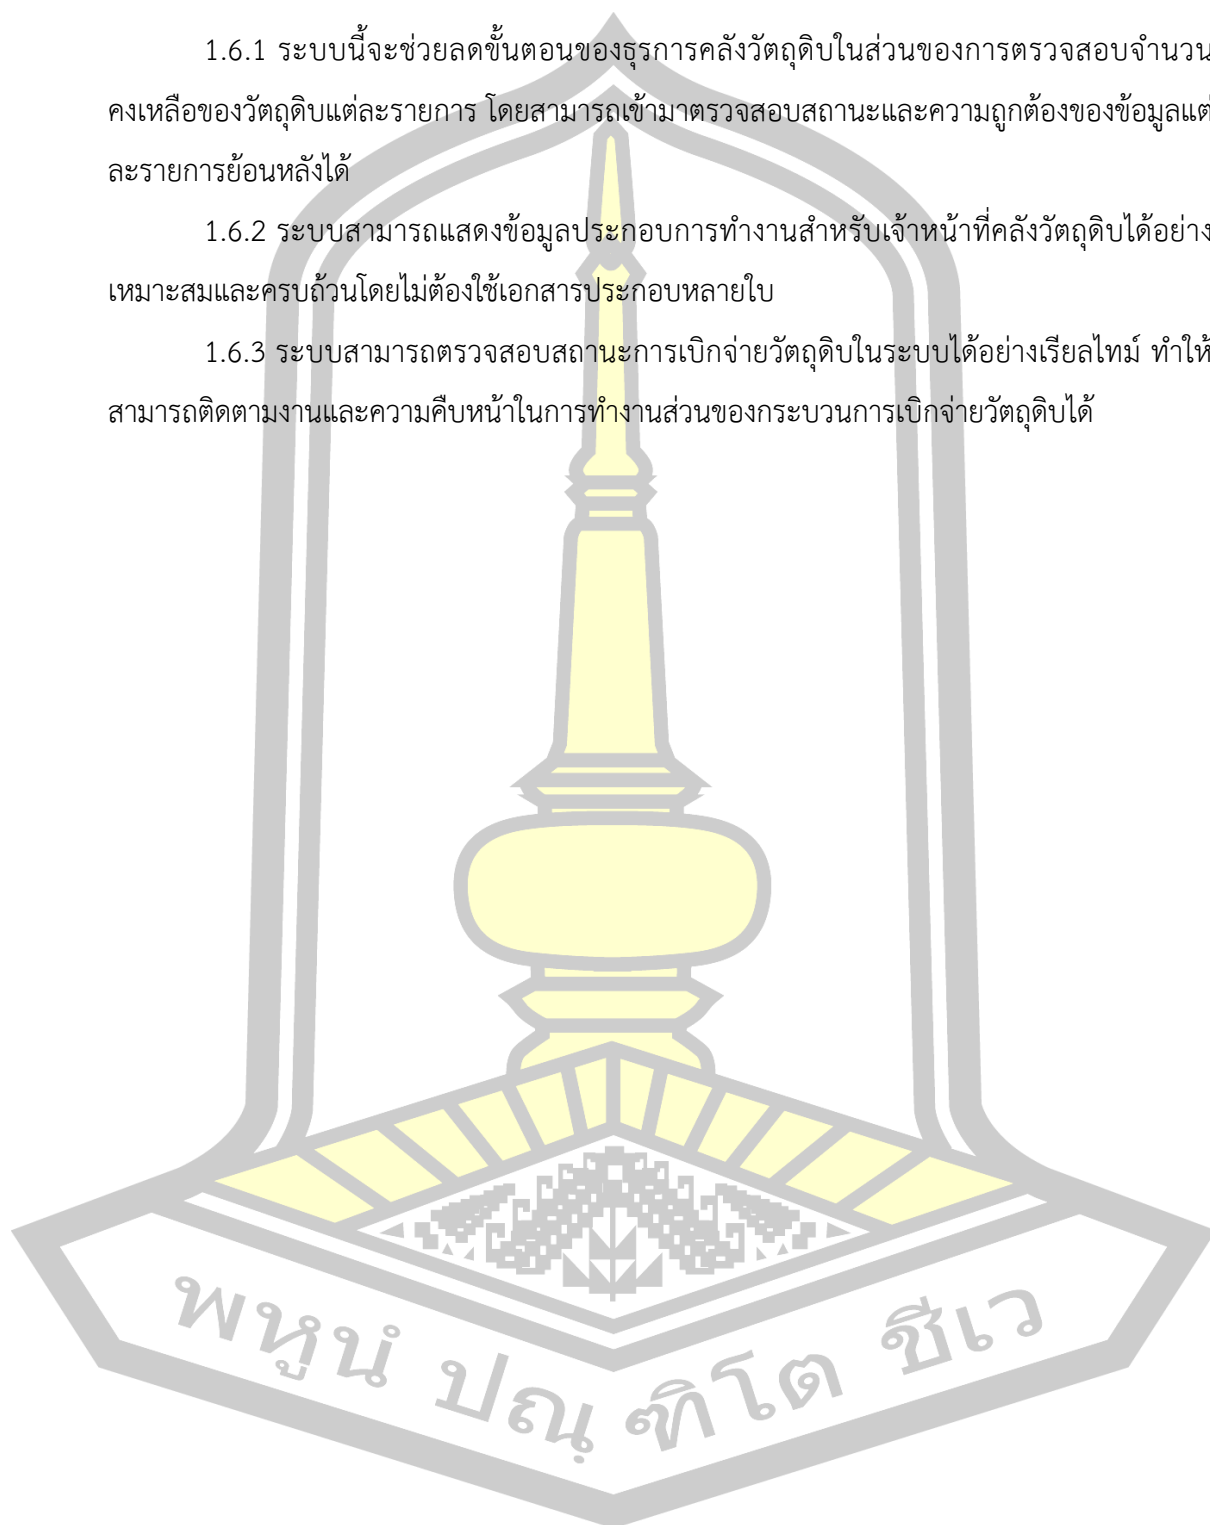 1.6.1 ระบบนี้จะช่วยลดขั้นตอนของธุรการคลังวัตถุดิบในส่วนของการตรวจสอบจำนวน
คงเหลือของวัตถุดิบแต่ละรายการ โดยสามารถเข้ามาตรวจสอบสถานะและความถูกต้องของข้อมูลแต่
ละรายการย้อนหลังได้
1.6.2 ระบบสามารถแสดงข้อมูลประกอบการทำงานสำหรับเจ้าหน้าที่คลังวัตถุดิบได้อย่าง
เหมาะสมและครบถ้วนโดยไม่ต้องใช้เอกสารประกอบหลายใบ
1.6.3 ระบบสามารถตรวจสอบสถานะการเบิกจ่ายวัตถุดิบในระบบได้อย่างเรียลไทม์ ทำให้
สามารถติดตามงานและความคืบหน้าในการทำงานส่วนของกระบวนการเบิกจ่ายวัตถุดิบได้
พหูนํ ปณฺ ฑิโต ชีเว